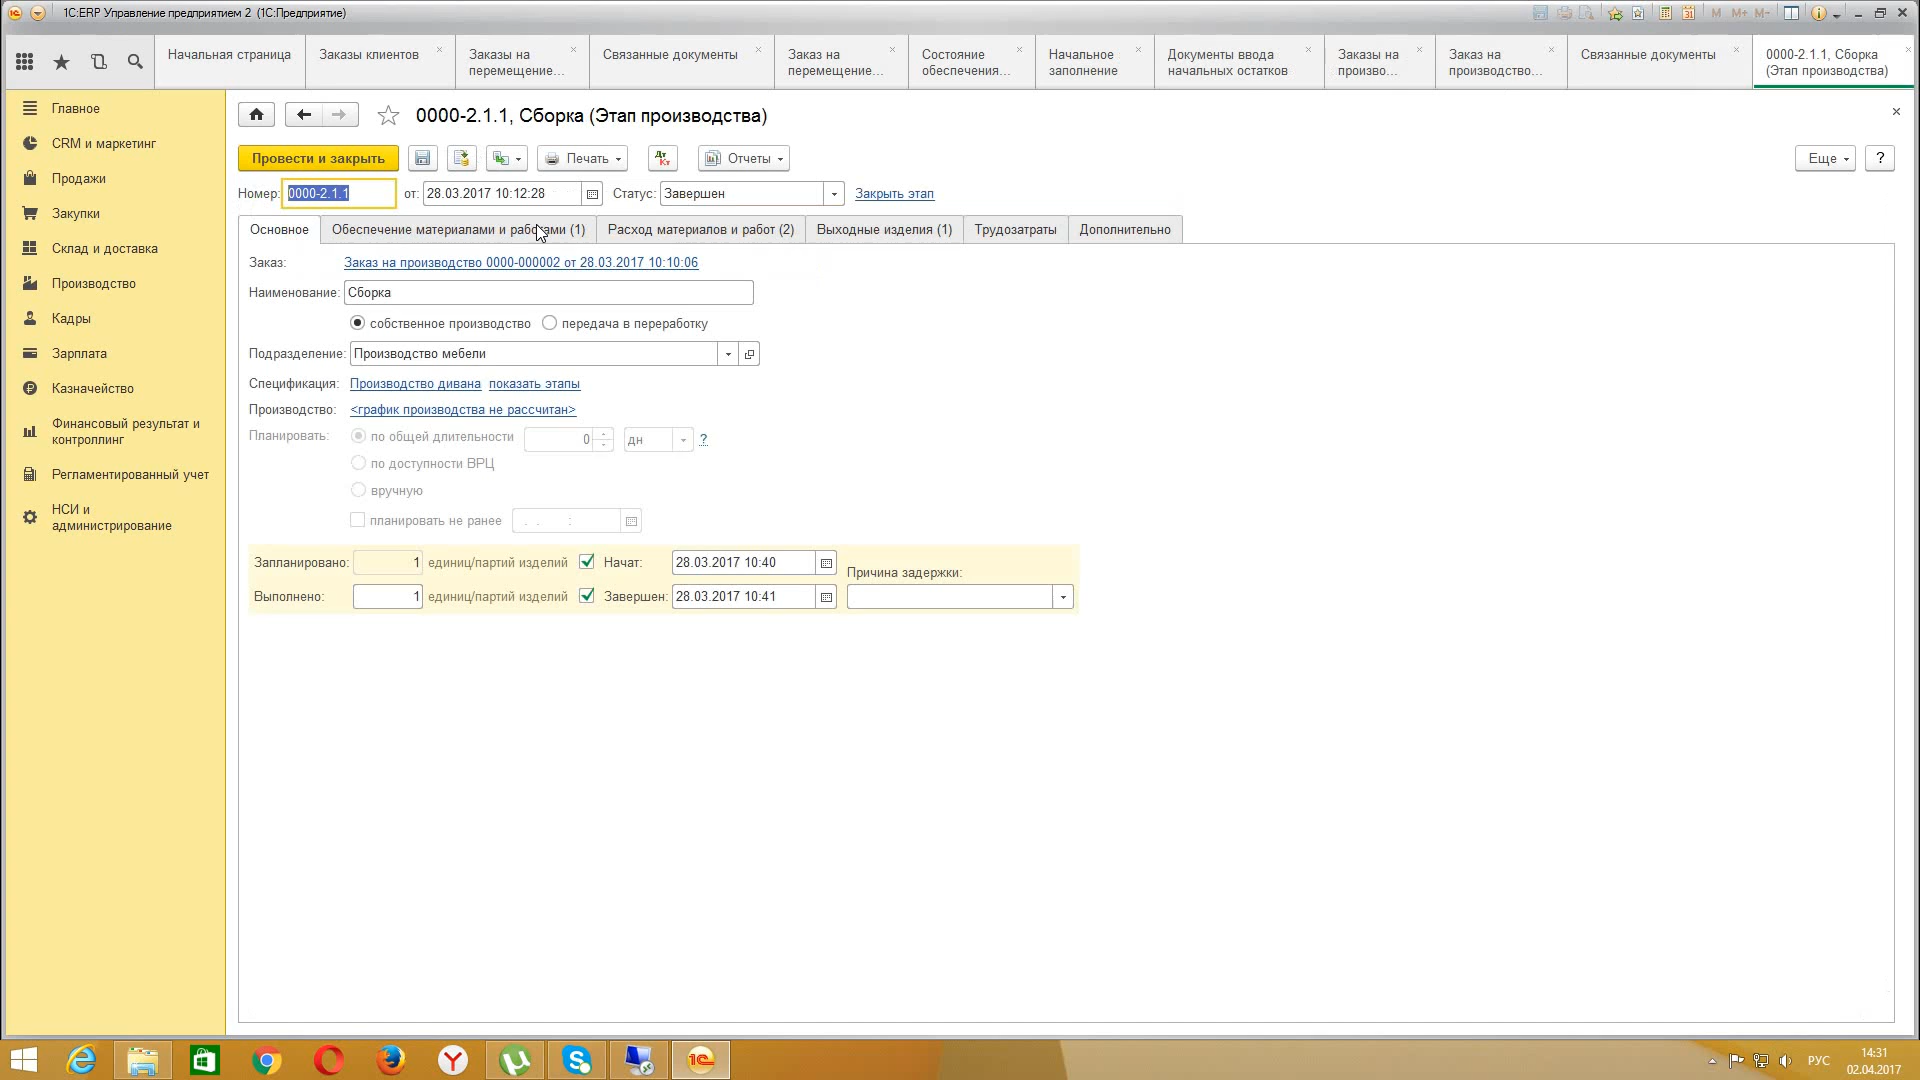 1С:ERP Управление предприятием 2 (1С:Предприятие)
M M+ M-
Начальная страница
Заказы клиентов
Заказы на
перемещение...
Связанные документы
Заказ на
перемещение...
Состояние
обеспечения...
Начальное
заполнение
Документы ввода
начальных остатков
Заказы на
произво...
Заказ на
производство...
Связанные документы
0000-2.1.1, Сборка
(Этап производства)
Главное
CRM и маркетинг
Продажи
Закупки
Склад и доставка
Производство
Кадры
Зарплата
Казначейство
Финансовый результат и
контроллинг
Регламентированный учет
НСИ и
администрирование
0000-2.1.1, Сборка (Этап производства)
Провести и закрыть
Печать
Дт
Кт
Отчеты
Еще
?
Номер: 0000-2.1.1 от: 28.03.2017 10:12:28 Статус: Завершен Закрыть этап
Основное Обеспечение материалами и работами (1) Расход материалов и работ (2) Выходные изделия (1) Трудозатраты Дополнительно
Заказ: Заказ на производство 0000-000002 от 28.03.2017 10:10:06
Наименование: Сборка
собственное производство передача в переработку
Подразделение: Производство мебели
Спецификация: Производство дивана показать этапы
Производство: <график производства не рассчитан>
Планировать: по общей длительности 0 дн ?
по доступности ВРЦ
вручную
планировать не ранее . . :
Запланировано: 1 единиц/партий изделий Начат: 28.03.2017 10:40 Причина задержки:
Выполнено: 1 единиц/партий изделий Завершен: 28.03.2017 10:41
РУС
14:31
02.04.2017